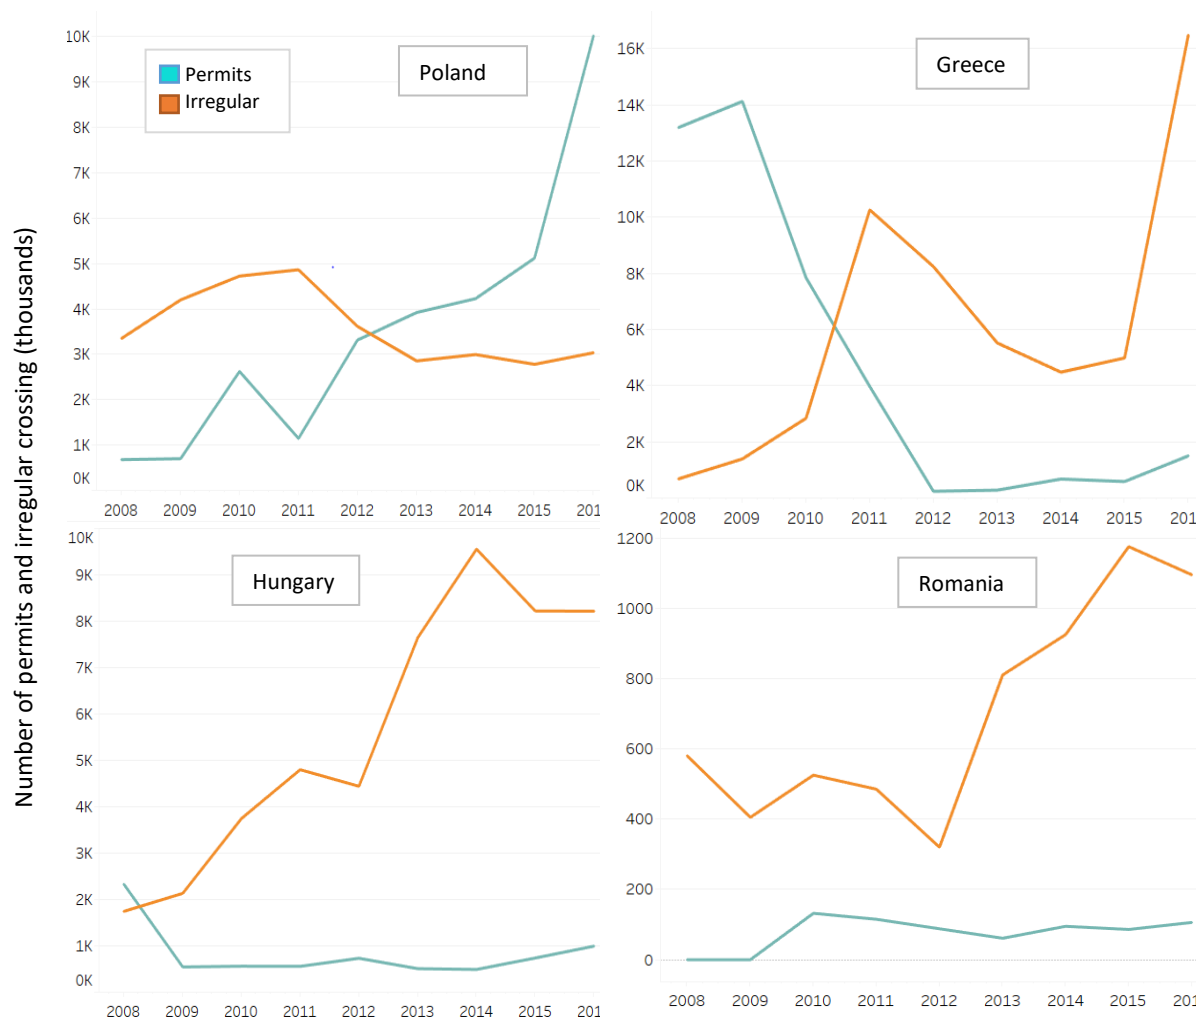 Number of permits and irregular crossing (thousands)
Permits
Irregular
Poland
10K
9K
8K
7K
6K
5K
4K
3K
2K
1K
0K
2008 2009 2010 2011 2012 2013 2014 2015 201
Greece
16K
14K
12K
10K
8K
6K
4K
2K
0K
2008 2009 2010 2011 2012 2013 2014 2015 201
Hungary
10K
9K
8K
7K
6K
5K
4K
3K
2K
1K
0K
2008 2009 2010 2011 2012 2013 2014 2015 201
Romania
1200
1000
800
600
400
200
0
2008 2009 2010 2011 2012 2013 2014 2015 201